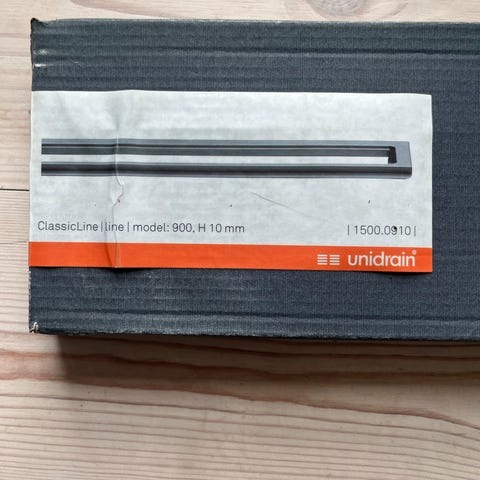 ClassicLine | line | model: 900, H 10 mm | 1500.0910 |
unidrain®